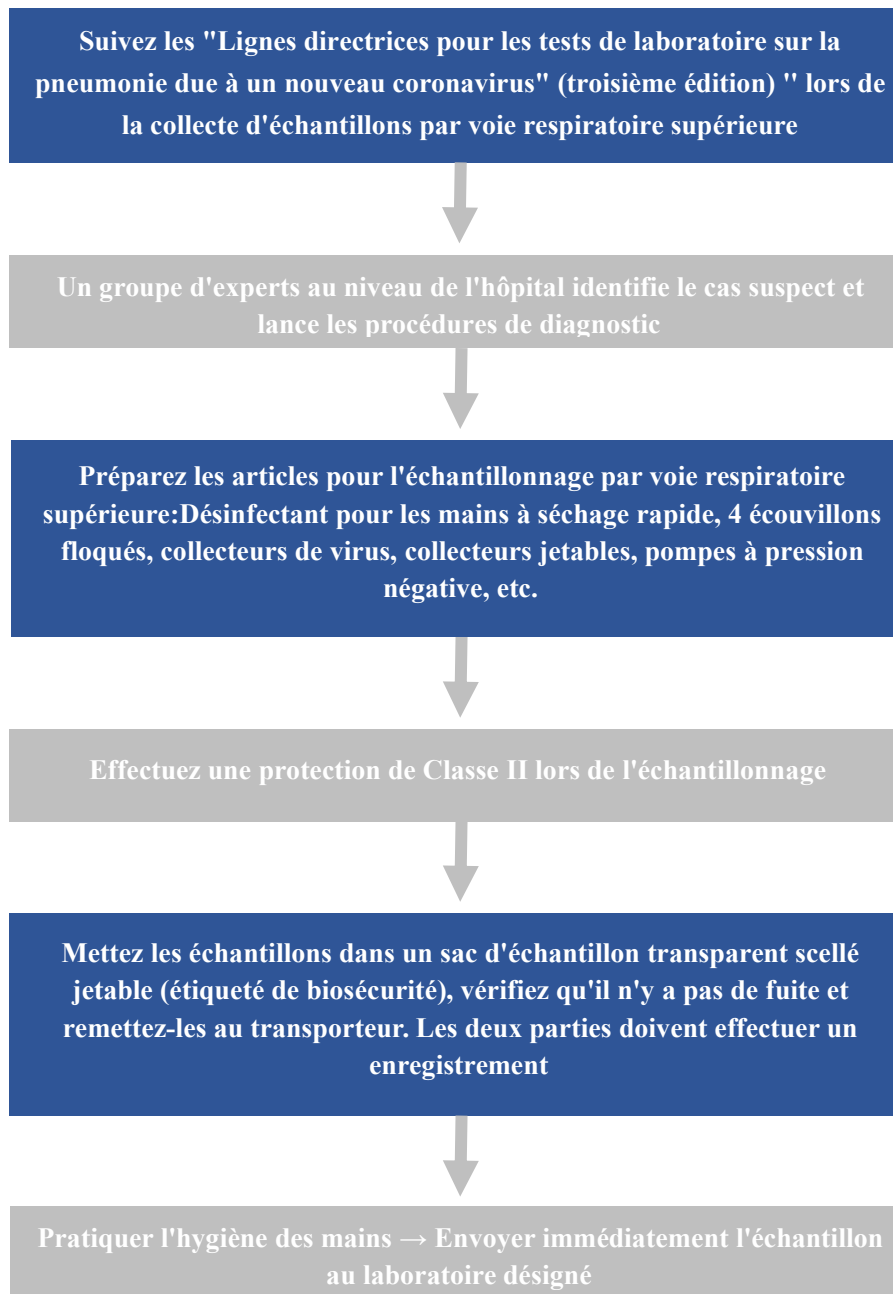 Suivez les "Lignes directrices pour les tests de laboratoire sur la
pneumonie due à un nouveau coronavirus" (troisième édition) '' lors de
la collecte d'échantillons par voie respiratoire supérieure
Un groupe d'experts au niveau de l'hôpital identifie le cas suspect et
lance les procédures de diagnostic
Préparez les articles pour l'échantillonnage par voie respiratoire
supérieure:Désinfectant pour les mains à séchage rapide, 4 écouvillons
floqués, collecteurs de virus, collecteurs jetables, pompes à pression
négative, etc.
Effectuez une protection de Classe II lors de l'échantillonnage
Mettez les échantillons dans un sac d'échantillon transparent scellé
jetable (étiqueté de biosécurité), vérifiez qu'il n'y a pas de fuite et
remettez-les au transporteur. Les deux parties doivent effectuer un
enregistrement
Pratiquer l'hygiène des mains → Envoyer immédiatement l'échantillon
au laboratoire désigné